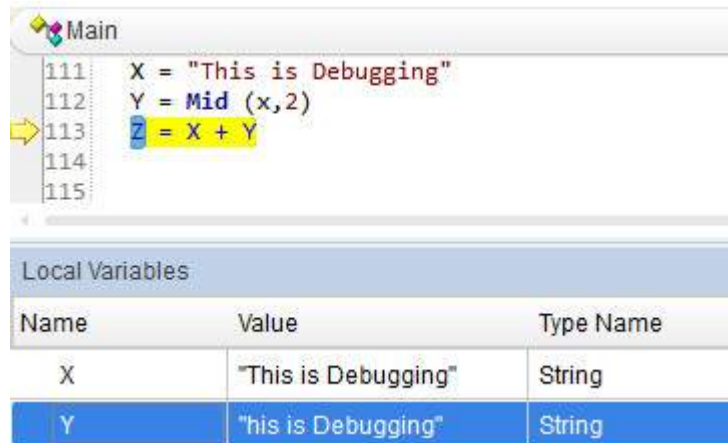 Main
111 X = "This is Debugging"
112 Y = Mid (x,2)
113 Z = X + Y
114
115
Local Variables
Name Value Type Name
X "This is Debugging" String
Y "his is Debugging" String